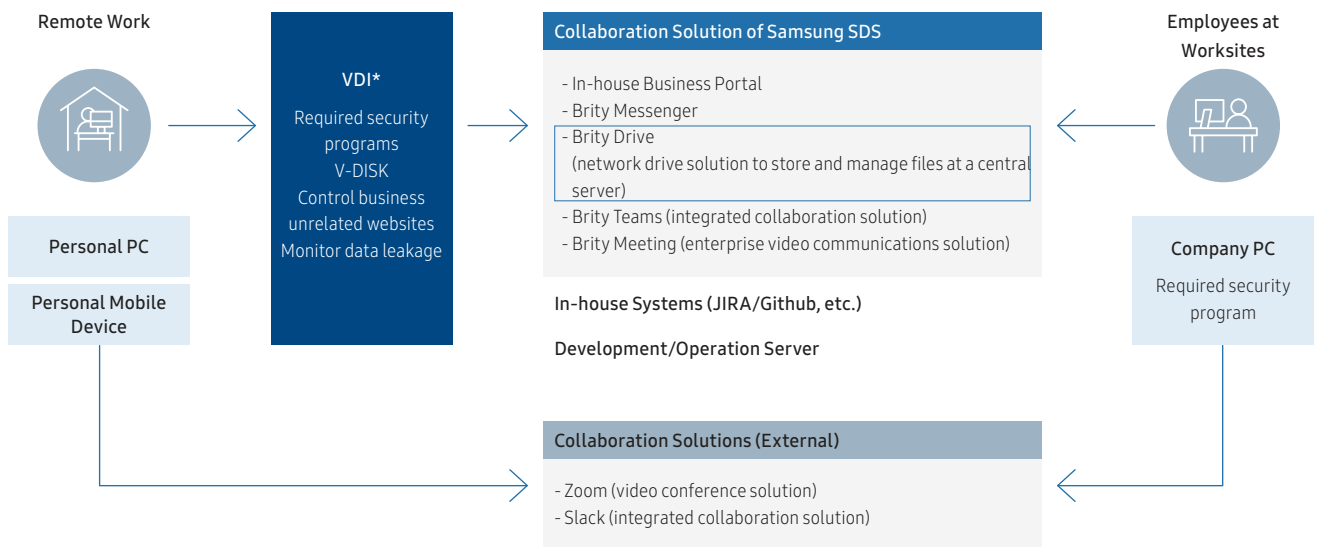 Remote Work
Personal PC
Personal Mobile
Device
VDI*
Required security
programs
V-DISK
Control business
unrelated websites
Monitor data leakage
Collaboration Solution of Samsung SDS
- In-house Business Portal
- Brity Messenger
- Brity Drive
(network drive solution to store and manage files at a central
server)
- Brity Teams (integrated collaboration solution)
- Brity Meeting (enterprise video communications solution)
In-house Systems (JIRA/Github, etc.)
Development/Operation Server
Collaboration Solutions (External)
- Zoom (video conference solution)
- Slack (integrated collaboration solution)
Employees at
Worksites
Company PC
Required security
program